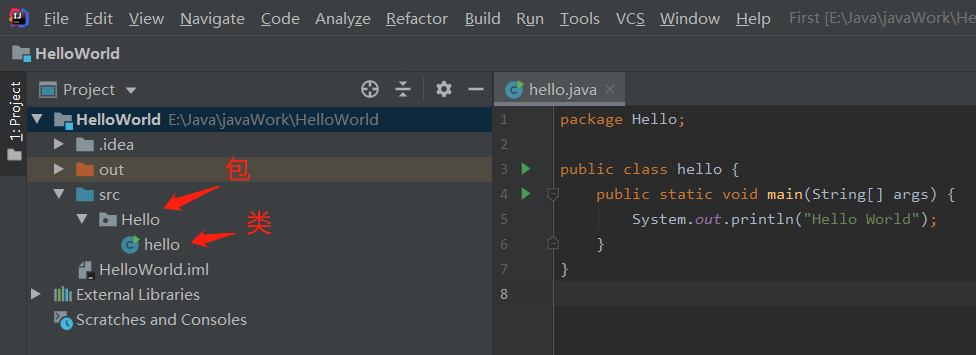 File Edit View Navigate Code Analyze Refactor Build Run Tools VCS Window Help First [E:\Java\javaWork\He
HelloWorld
1: Project
Project
HelloWorld E:\Java\javaWork\HelloWorld
.idea
out
src
包
Hello
类
hello
HelloWorld.iml
External Libraries
Scratches and Consoles
hello.java
1 package Hello;
2
3 public class hello {
4 public static void main(String[] args) {
5 System.out.println("Hello World");
6 }
7 }
8